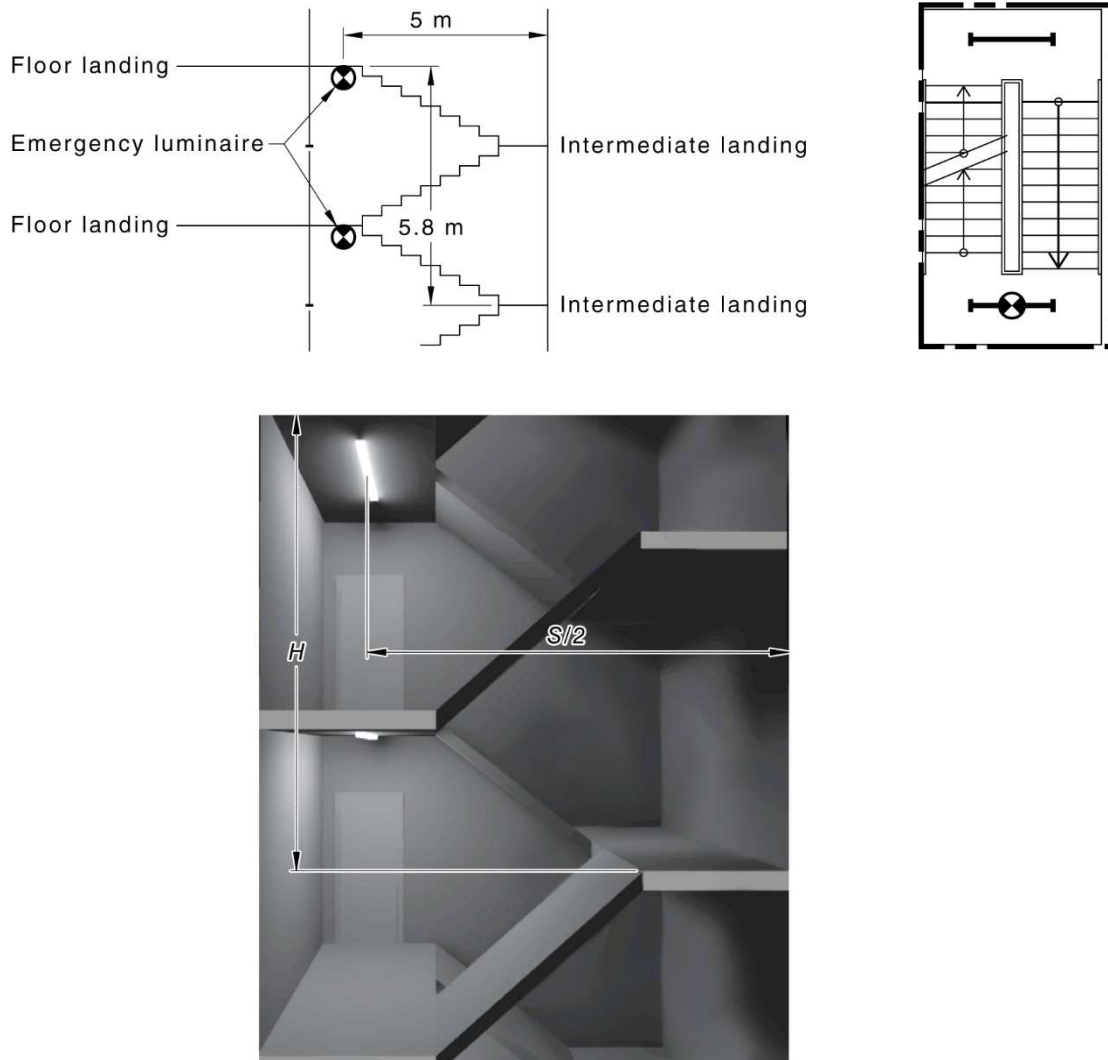 5 m
Floor landing
Emergency luminaire
Intermediate landing
Floor landing
5.8 m
Intermediate landing
H
S/2